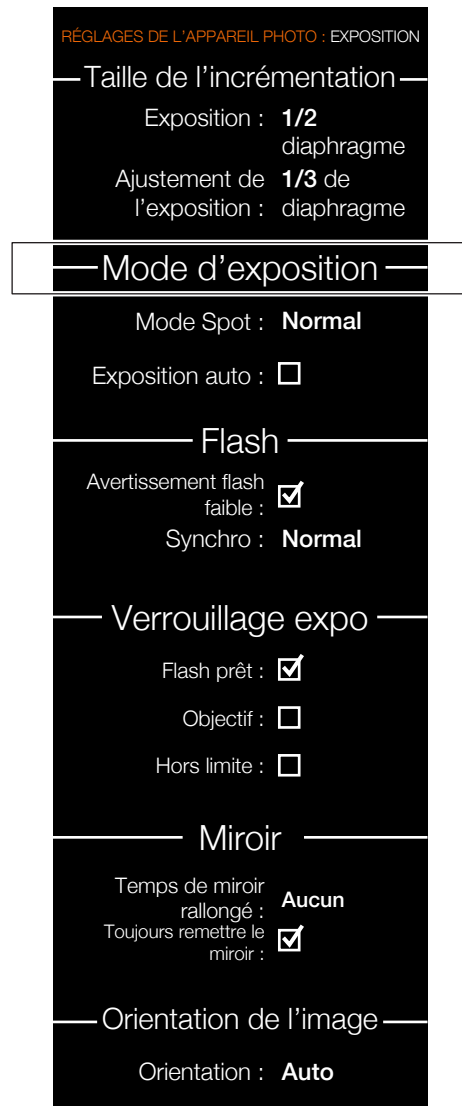 RÉGLAGES DE L'APPAREIL PHOTO : EXPOSITION
Taille de l'incrémentation
Exposition : 1/2
diaphragme
Ajustement de 1/3 de
l'exposition : diaphragme
Mode d'exposition
Mode Spot : Normal
Exposition auto :
Flash
Avertissement flash
faible :
Synchro : Normal
Verrouillage expo
Flash prêt :
Objectif :
Hors limite :
Miroir
Temps de miroir
rallongé : Aucun
Toujours remettre le
miroir :
Orientation de l'image
Orientation : Auto